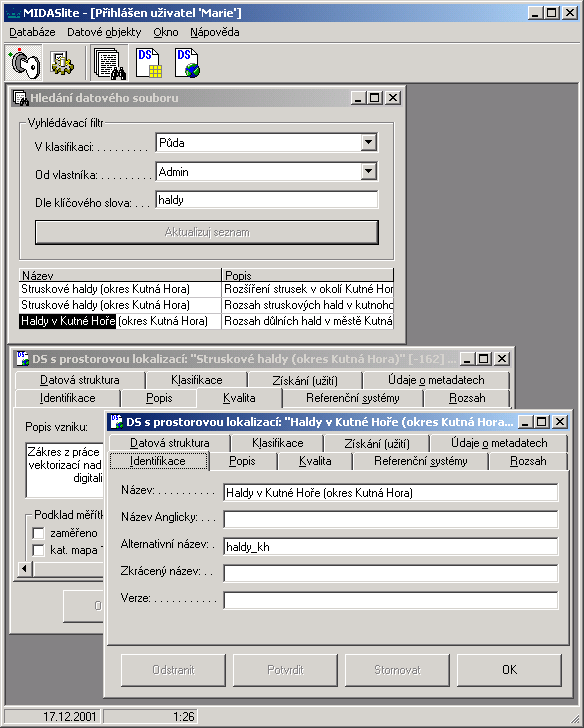 MIDASlite - [Přihlášen uživatel 'Marie']
Databáze Datové objekty Okno Nápověda
DS DS
Hledání datového souboru
Vyhlédávací filtr
V klasifikaci: . . . . . . . . . Půda
Od vlastníka: . . . . . . . . . Admin
Dle klíčového slova: . . . haldy
Aktualizuj seznam
Název Popis
Struskové haldy (okres Kutná Hora) Rozšíření strusek v okolí Kutné Hor
Struskové haldy (okres Kutná Hora) Rozsah struskových hald v kutnoho
Haldy v Kutné Hoře (okres Kutná Hora) Rozsah důlních hald v městě Kutná
DS s prostorovou lokalizací: "Struskové haldy (okres Kutná Hora)" [-162] ...
Datová struktura Klasifikace Získání (užití) Údaje o metadatech
Identifikace Popis Kvalita Referenční systémy Rozsah
Popis vzniku:
Zákres z práce
vektorizací nad
digitali
Podklad měřítk
zaměřeno
kat. mapa
DS s prostorovou lokalizací: "Haldy v Kutné Hoře (okres Kutná Hora...
Datová struktura Klasifikace Získání (užití) Údaje o metadatech
Identifikace Popis Kvalita Referenční systémy Rozsah
Název: . . . . . . . . . . . Haldy v Kutné Hoře (okres Kutná Hora)
Název Anglicky: . . .
Alternativní název: . haldy_kh
Zkrácený název: . .
Verze: . . . . . . . . . . .
Odstranit Potvrdit Stornovat OK
17.12.2001 1:26